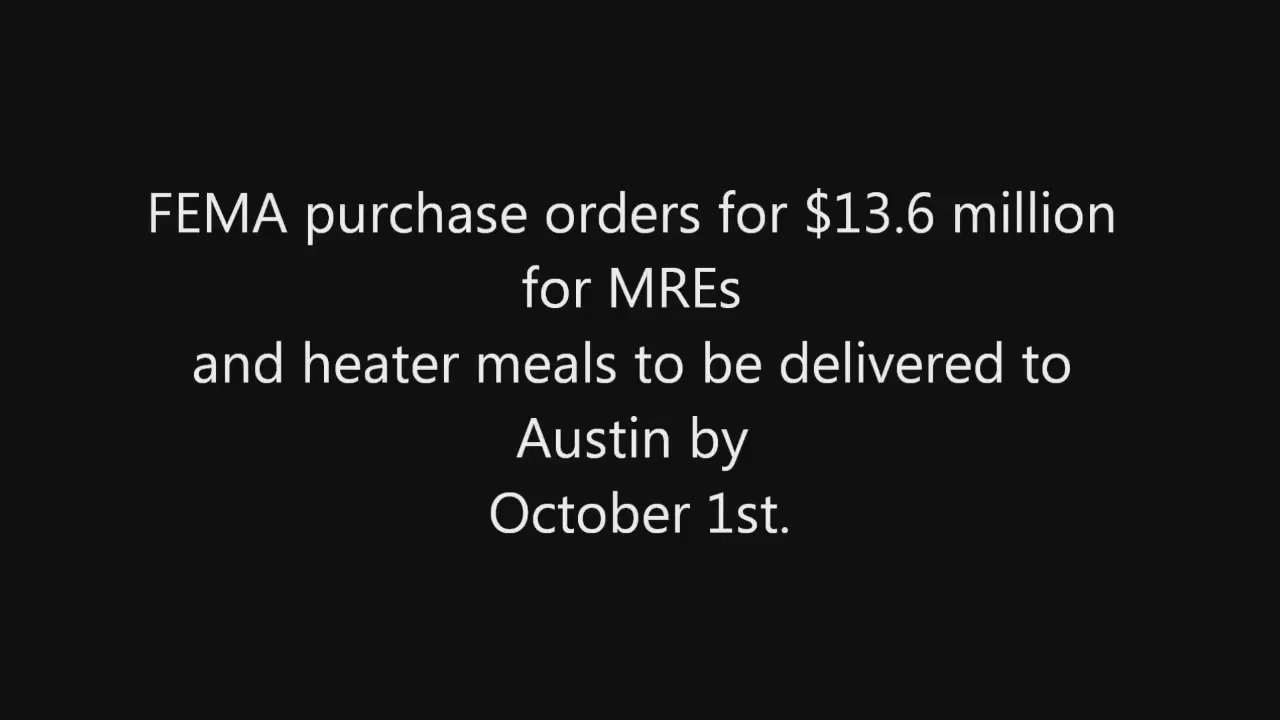 FEMA purchase orders for $13.6 million
for MREs
and heater meals to be delivered to
Austin by
October 1st.